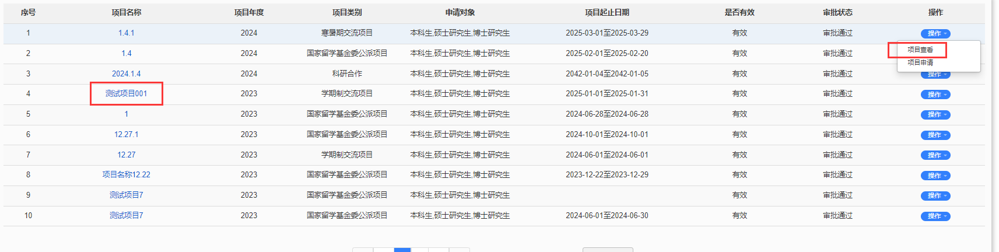 序号 项目名称 项目年度 项目类别 申请对象 项目起止日期 是否有效 审批状态 操作
1 1.4.1 2024 寒暑期交流项目 本科生,硕士研究生,博士研究生 2025-03-01至2025-03-29 有效 审批通过 操作
项目查看
2 1.4 2024 国家留学基金委公派项目 本科生,硕士研究生,博士研究生 2025-02-01至2025-02-20 有效 审批通过
项目申请
3 2024.1.4 2024 科研合作 本科生,硕士研究生,博士研究生 2042-01-04至2042-01-05 有效 审批通过 操作
4 测试项目001 2023 学期制交流项目 本科生,硕士研究生,博士研究生 2025-01-01至2025-01-31 有效 审批通过 操作
5 1 2023 国家留学基金委公派项目 本科生,硕士研究生,博士研究生 2024-06-28至2024-06-28 有效 审批通过 操作
6 12.27.1 2023 国家留学基金委公派项目 本科生,硕士研究生,博士研究生 2024-10-01至2024-10-01 有效 审批通过 操作
7 12.27 2023 学期制交流项目 本科生,硕士研究生,博士研究生 2024-06-01至2024-06-01 有效 审批通过 操作
8 项目名称12.22 2023 国家留学基金委公派项目 本科生,硕士研究生,博士研究生 2023-12-22至2023-12-29 有效 审批通过 操作
9 测试项目7 2023 国家留学基金委公派项目 本科生,硕士研究生,博士研究生 有效 审批通过 操作
10 测试项目7 2023 国家留学基金委公派项目 本科生,硕士研究生,博士研究生 2024-06-01至2024-06-30 有效 审批通过 操作